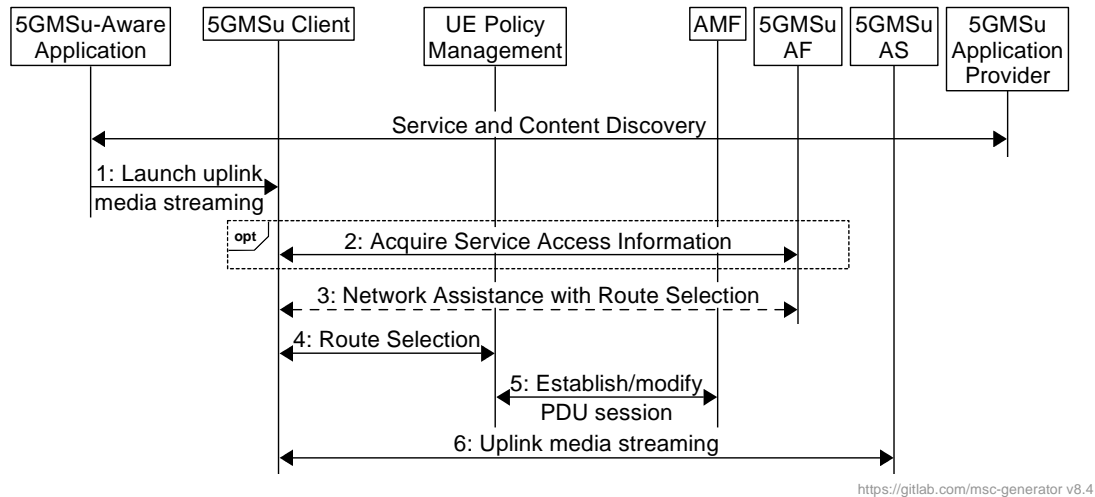 5GMSu-Aware
Application
5GMSu Client
UE Policy
Management
AMF
5GMSu
AF
5GMSu
AS
5GMSu
Application
Provider
Service and Content Discovery
1: Launch uplink
media streaming
opt
2: Acquire Service Access Information
3: Network Assistance with Route Selection
4: Route Selection
5: Establish/modify
PDU session
6: Uplink media streaming
https://gitlab.com/msc-generator v8.4